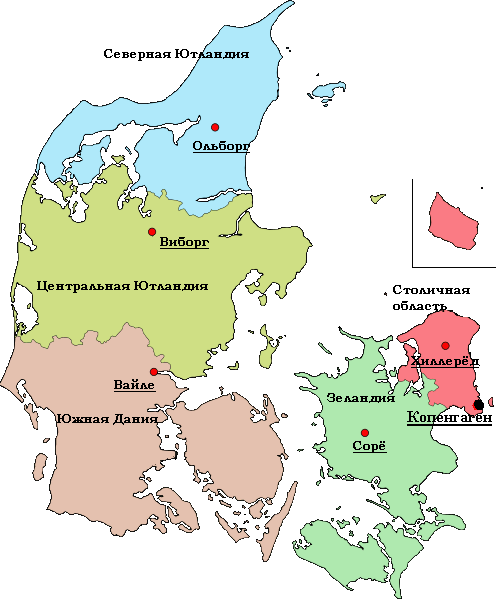 Северная Ютландия
Ольборг
Виборг
Центральная Ютландия
Столичная
область
Хиллерёд
Вайле
Зеландия
Копенгаген
Южная Дания
Сорё